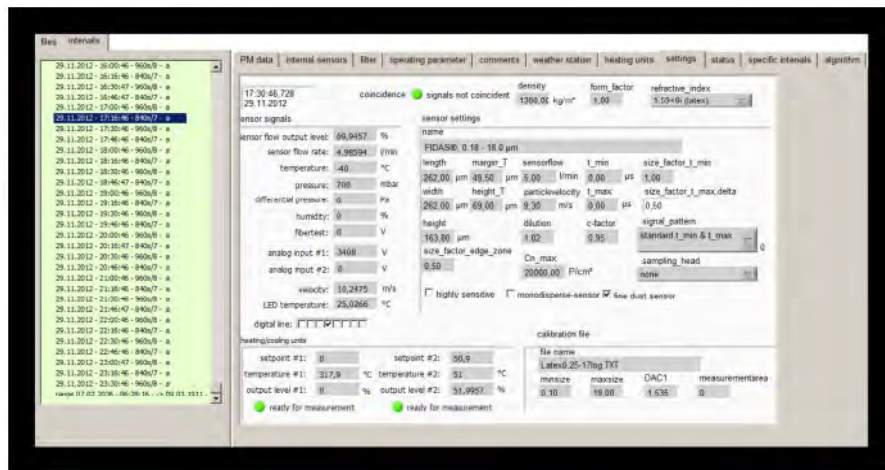 files intervals
29.11.2012 - 16:00:46 - 960s/8 - a
29.11.2012 - 16:16:46 - 840s/7 - a
29.11.2012 - 16:30:47 - 960s/8 - a
29.11.2012 - 16:46:47 - 840s/7 - a
29.11.2012 - 17:00:46 - 960s/8 - a
29.11.2012 - 17:16:46 - 840s/7 - a
29.11.2012 - 17:30:46 - 960s/8 - a
29.11.2012 - 17:46:46 - 840s/7 - a
29.11.2012 - 18:00:46 - 960s/8 - a
29.11.2012 - 18:16:46 - 840s/7 - a
29.11.2012 - 18:30:46 - 960s/8 - a
29.11.2012 - 18:46:47 - 840s/7 - a
29.11.2012 - 19:00:46 - 960s/8 - a
29.11.2012 - 19:16:46 - 840s/7 - a
29.11.2012 - 19:30:46 - 960s/8 - a
29.11.2012 - 19:46:46 - 840s/7 - a
29.11.2012 - 20:00:46 - 960s/8 - a
29.11.2012 - 20:16:47 - 840s/7 - a
29.11.2012 - 20:30:46 - 960s/8 - a
29.11.2012 - 20:46:46 - 840s/7 - a
29.11.2012 - 21:00:46 - 960s/8 - a
29.11.2012 - 21:16:46 - 840s/7 - a
29.11.2012 - 21:30:46 - 960s/8 - a
29.11.2012 - 21:46:47 - 840s/7 - a
29.11.2012 - 22:00:46 - 960s/8 - a
29.11.2012 - 22:16:46 - 840s/7 - a
29.11.2012 - 22:30:46 - 960s/8 - a
29.11.2012 - 22:46:46 - 840s/7 - a
29.11.2012 - 23:00:47 - 960s/8 - a
29.11.2012 - 23:16:46 - 840s/7 - a
29.11.2012 - 23:30:46 - 960s/8 - a
PM data internal sensors filter operating parameter comments weather station heating units settings status specific intervals algorithm
17:30:46,728
29.11.2012
coincidence signals not coincident
density
1300,00 kg/m³
form_factor
1,00
refractive_index
1.59+0i (latex)
ensor signals
ensor flow output level: 69,9457 %
sensor flow rate: 4,98594 l/min
temperature: -40 °C
pressure: 700 mbar
differential pressure: 0 Pa
humidity: 0 %
fibertest: 0 V
analog input #1: 3408 V
analog input #2: 0 V
velocity: 10,2475 m/s
LED temperature: 25,0266 °C
digital line:
sensor settings
name
FIDAS®, 0.18 - 18.0 µm
length margin_T sensorflow t_min size_factor_t_min
262,00 µm 49,50 µm 5,00 l/min 0,00 µs 1,00
width height_T particlevelocity t_max size_factor_t_max,delta
262,00 µm 69,00 µm 9,30 m/s 0,00 µs 0,50
height dilution c-factor signal_pattern
163,80 µm 1,02 0,95 standard t_min & t_max ... 0
size_factor_edge_zone Cn_max sampling_head
0,50 20000,00 P/cm³ none
highly sensitive monodisperse-sensor fine dust sensor
heating/cooling units
setpoint #1: 0 setpoint #2: 50,9
temperature #1: 317,9 °C temperature #2: 51 °C
output level #1: 0 % output level #2: 51,9957 %
ready for measurement ready for measurement
calibration file
file name
Latex0.25-17log.TXT
minsize maxsize DAC1 measurementarea
0.10 19.00 1.535 0